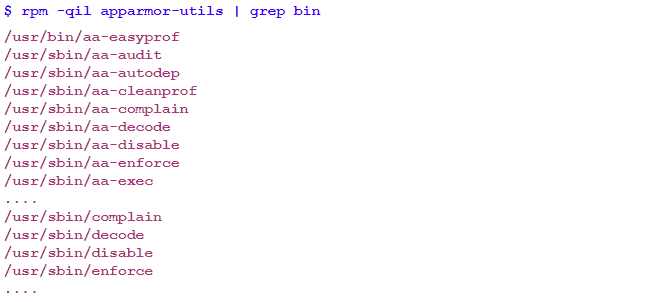 $ rpm -qil apparmor-utils | grep bin
/usr/bin/aa-easyprof
/usr/sbin/aa-audit
/usr/sbin/aa-autodep
/usr/sbin/aa-cleanprof
/usr/sbin/aa-complain
/usr/sbin/aa-decode
/usr/sbin/aa-disable
/usr/sbin/aa-enforce
/usr/sbin/aa-exec
....
/usr/sbin/complain
/usr/sbin/decode
/usr/sbin/disable
/usr/sbin/enforce
....